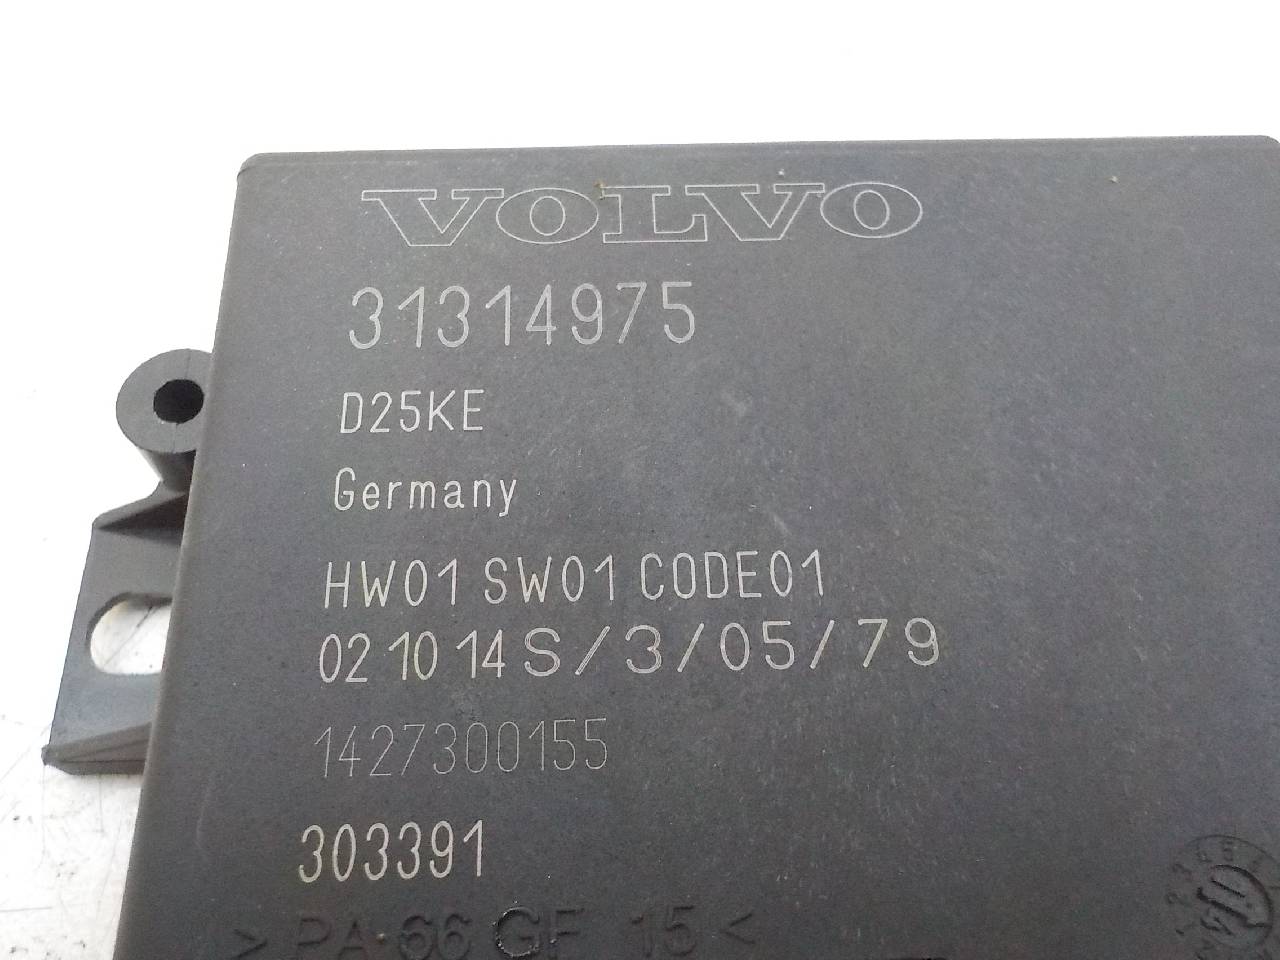 VOLVO
31314975
D25KE
Germany
HW01 SW01 CODE01
02 10 14 S/3/05/79
1427300155
303391
> PA 66 GF 15 <